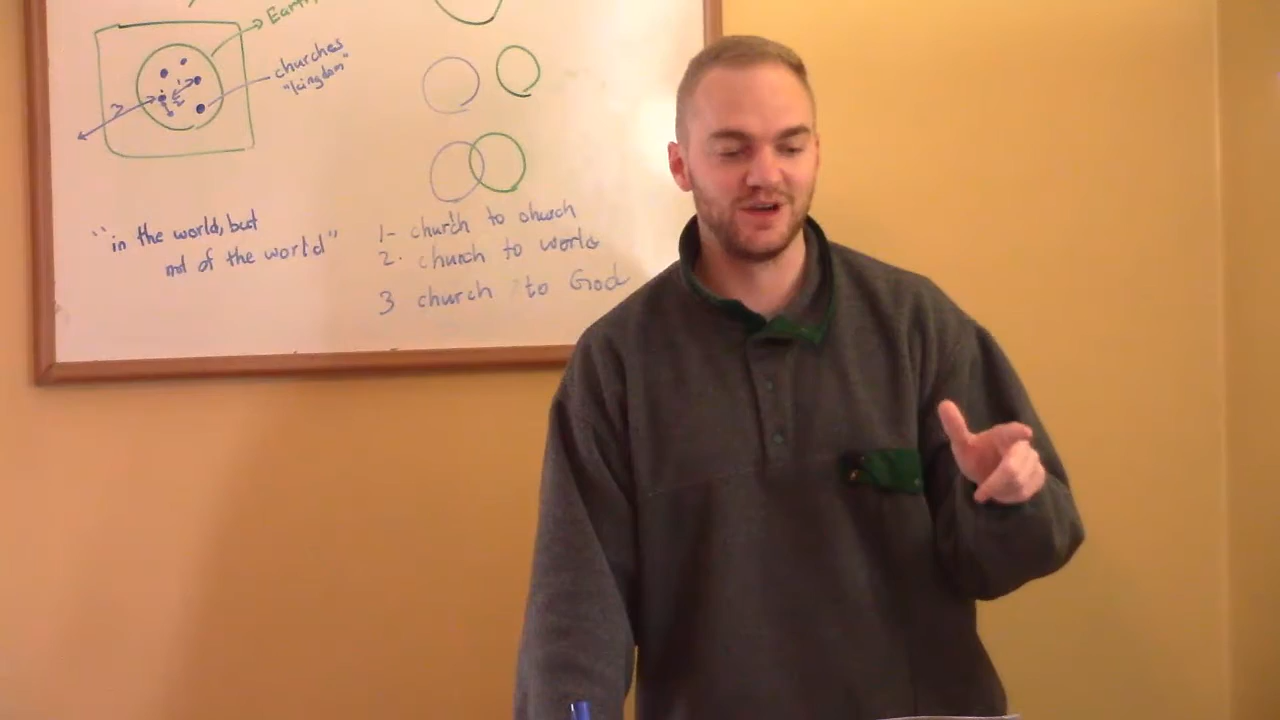 Earth
churches
"kingdom"
"in the world, but
not of the world"
1- church to church
2. church to world
3 church to God